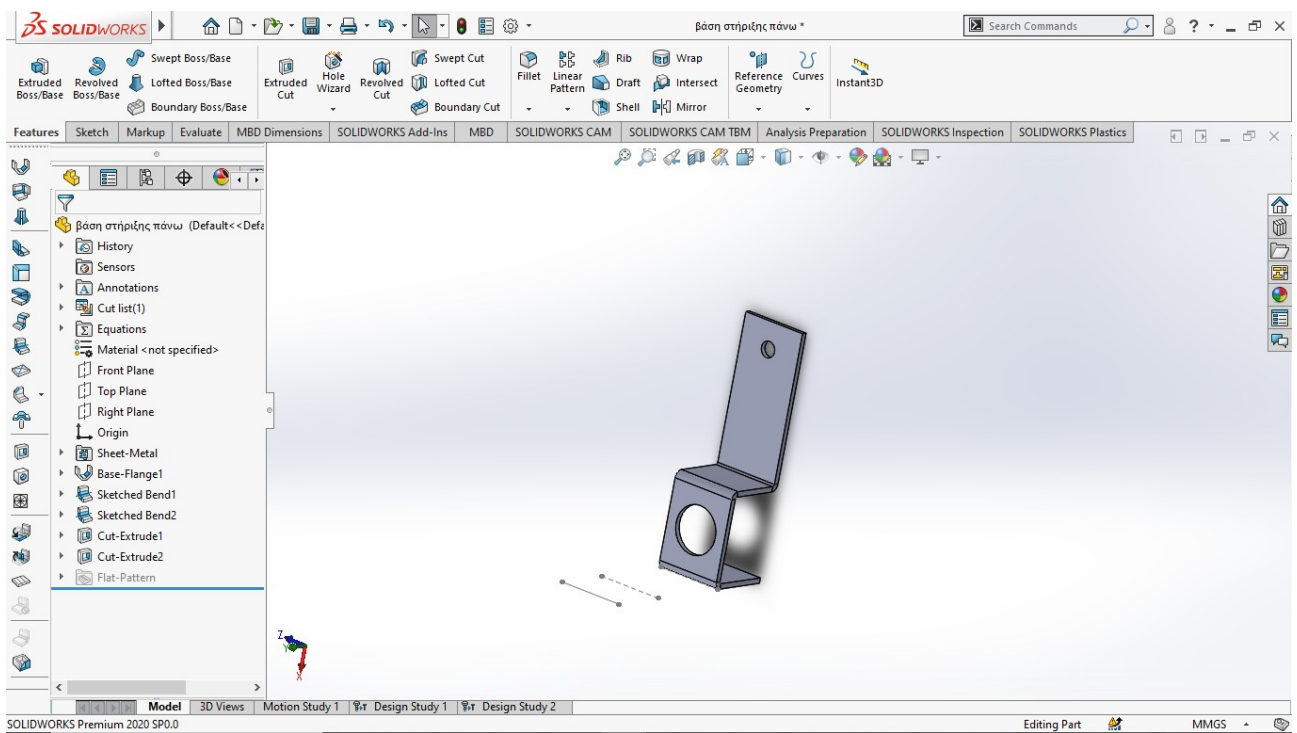 SOLIDWORKS
βάση στήριξης πάνω *
Search Commands
Extruded Boss/Base
Revolved Boss/Base
Swept Boss/Base
Lofted Boss/Base
Boundary Boss/Base
Extruded Cut
Hole Wizard
Revolved Cut
Swept Cut
Lofted Cut
Boundary Cut
Fillet
Linear Pattern
Rib
Draft
Shell
Wrap
Intersect
Mirror
Reference Geometry
Curves
Instant3D
Features Sketch Markup Evaluate MBD Dimensions SOLIDWORKS Add-Ins MBD SOLIDWORKS CAM SOLIDWORKS CAM TBM Analysis Preparation SOLIDWORKS Inspection SOLIDWORKS Plastics
βάση στήριξης πάνω (Default<<Defa
History
Sensors
Annotations
Cut list(1)
Equations
Material <not specified>
Front Plane
Top Plane
Right Plane
Origin
Sheet-Metal
Base-Flange1
Sketched Bend1
Sketched Bend2
Cut-Extrude1
Cut-Extrude2
Flat-Pattern
Z
Y
X
Model 3D Views Motion Study 1 Design Study 1 Design Study 2
SOLIDWORKS Premium 2020 SP0.0
Editing Part
MMGS